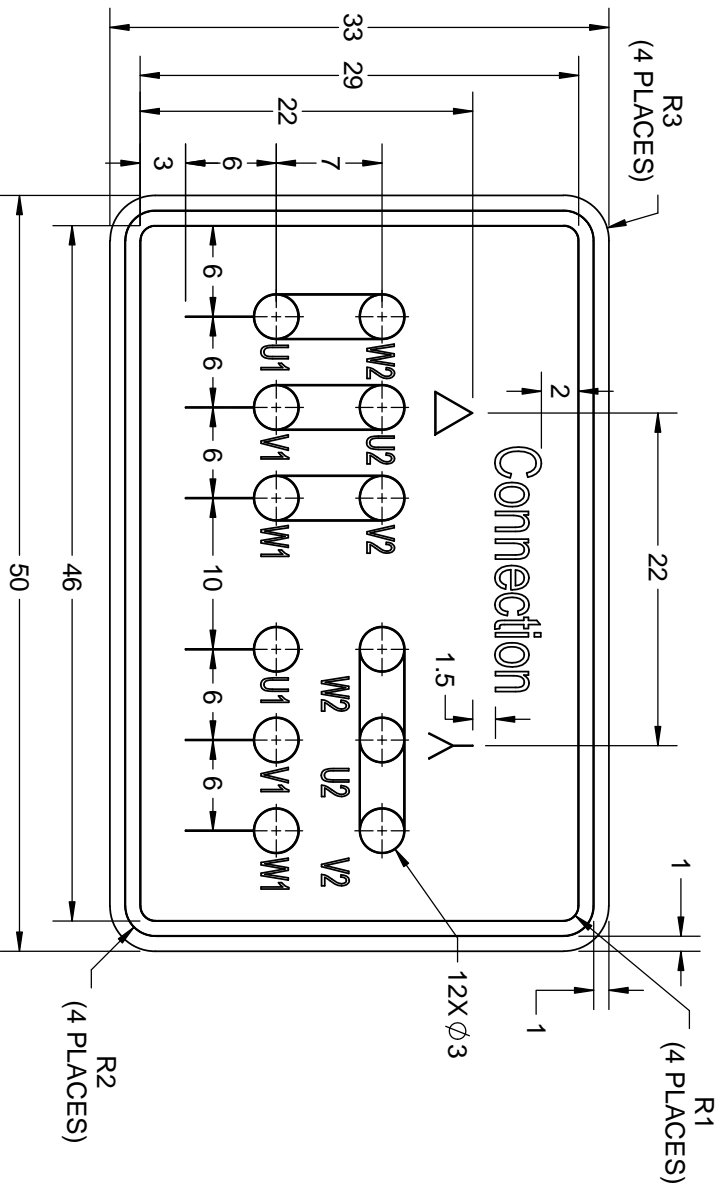 R1
(4 PLACES)
R3
(4 PLACES)
1
22
2
Connection
1
12X Ø3
1.5
33
29
22
7
6
3
W2
U2
V2
W2
U2
V2
U1
V1
W1
U1
V1
W1
6
6
6
10
6
6
R2
(4 PLACES)
46
50